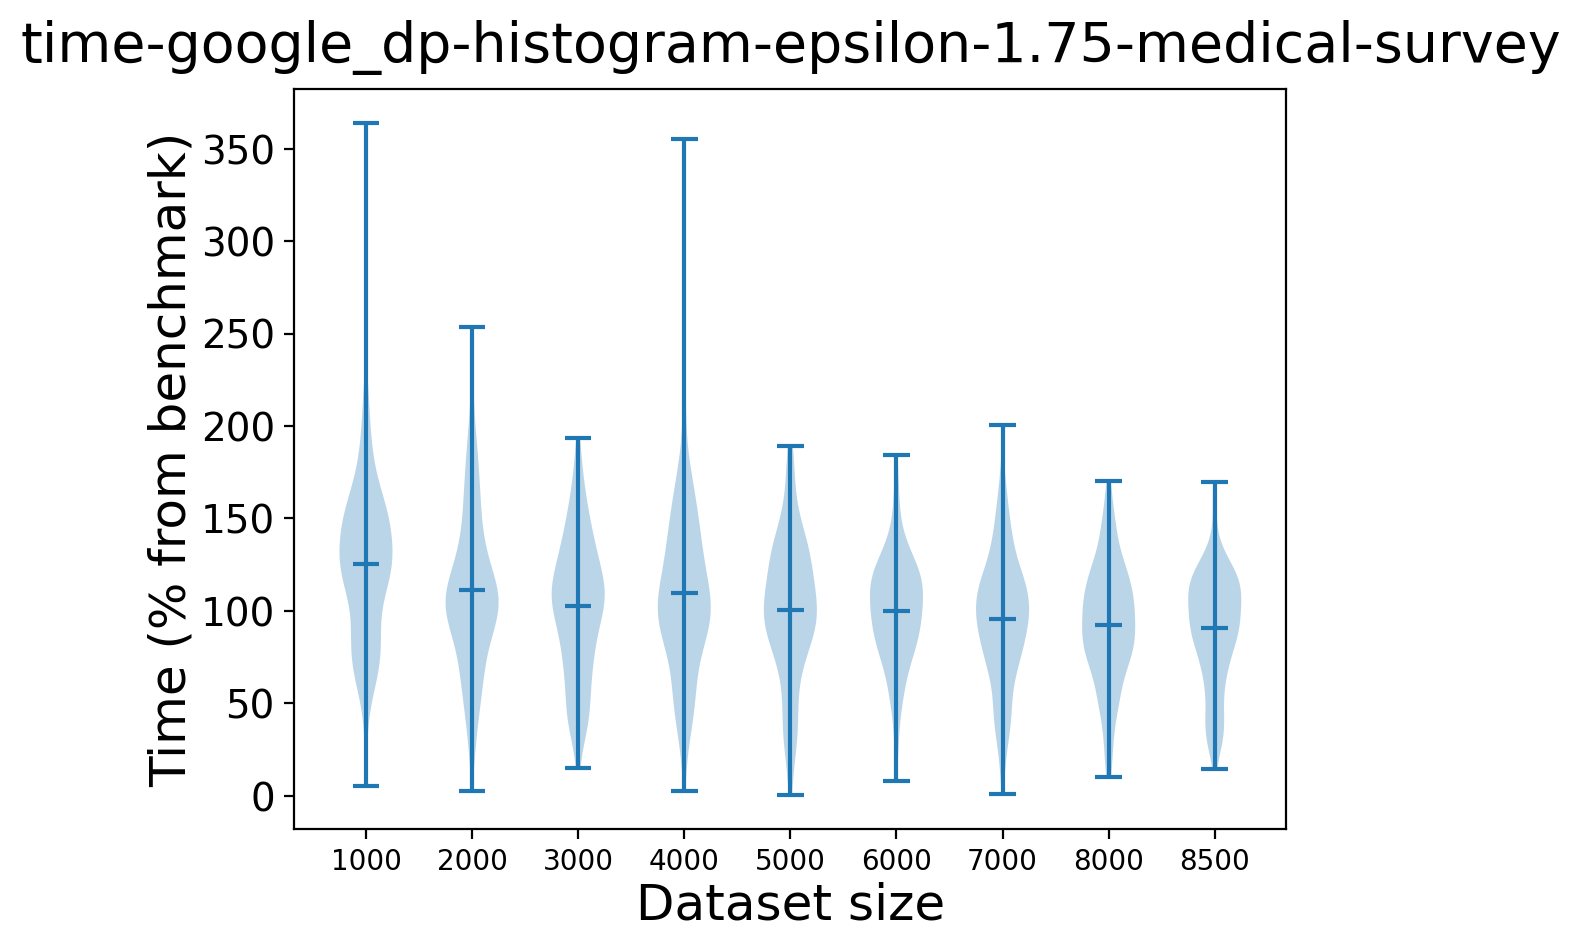 time-google_dp-histogram-epsilon-1.75-medical-survey
Time (% from benchmark)
350
300
250
200
150
100
50
0
1000 2000 3000 4000 5000 6000 7000 8000 8500
Dataset size